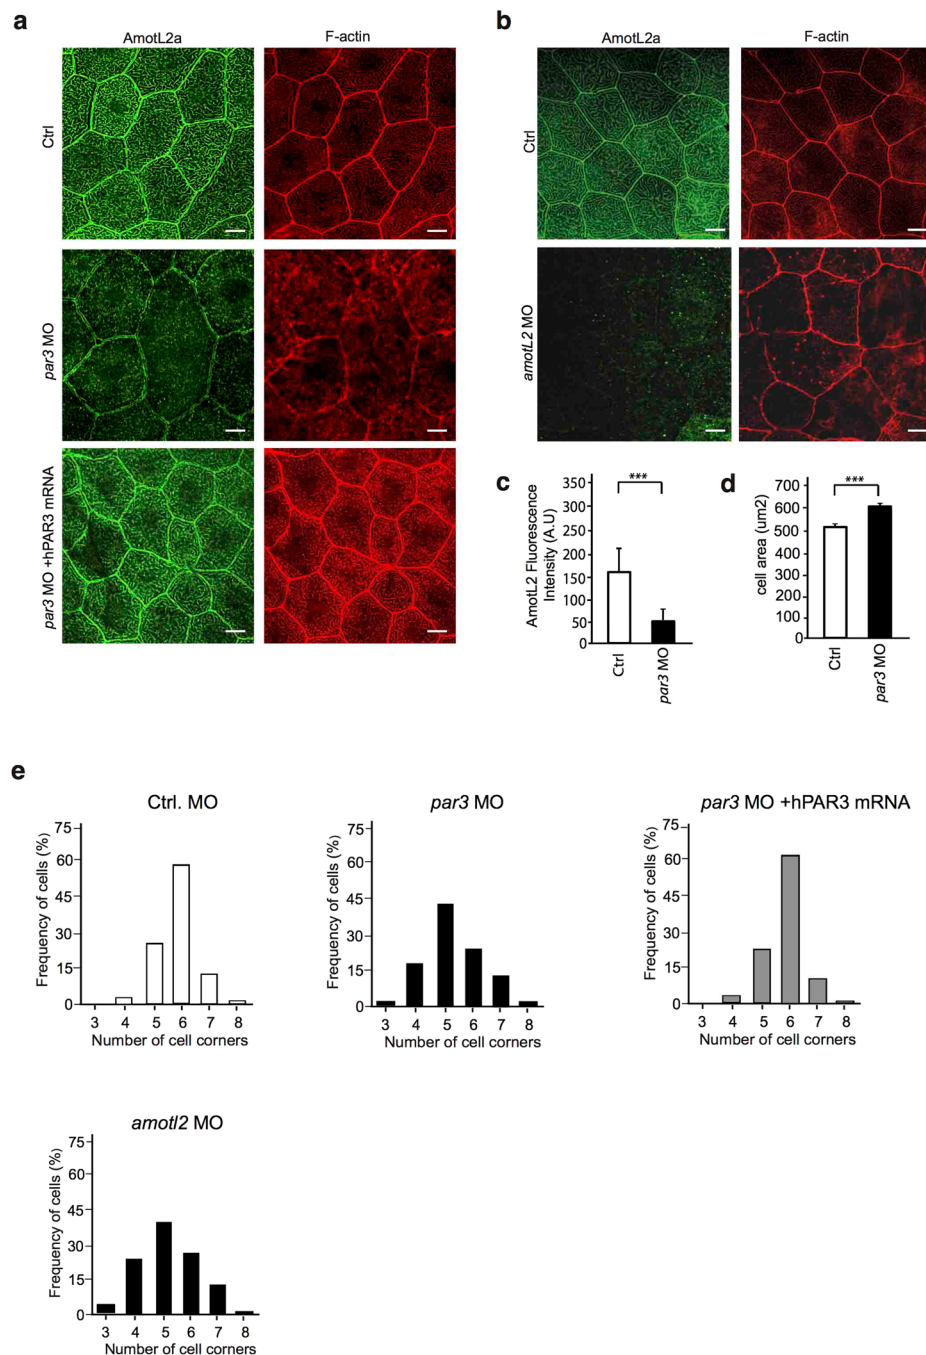 a
AmotL2a
F-actin
Ctrl
par3 MO
par3 MO +hPAR3 mRNA
b
AmotL2a
F-actin
Ctrl
amotL2 MO
c
AmotL2 Fluorescence
Intensity (A.U)
350
300
250
200
150
100
50
0
***
Ctrl
par3 MO
d
cell area (um2)
700
600
500
400
300
200
100
0
***
Ctrl
par3 MO
e
Ctrl. MO
Frequency of cells (%)
75
60
45
30
15
0
3 4 5 6 7 8
Number of cell corners
par3 MO
Frequency of cells (%)
75
60
45
30
15
0
3 4 5 6 7 8
Number of cell corners
par3 MO +hPAR3 mRNA
Frequency of cells (%)
75
60
45
30
15
0
3 4 5 6 7 8
Number of cell corners
amotl2 MO
Frequency of cells (%)
75
60
45
30
15
0
3 4 5 6 7 8
Number of cell corners